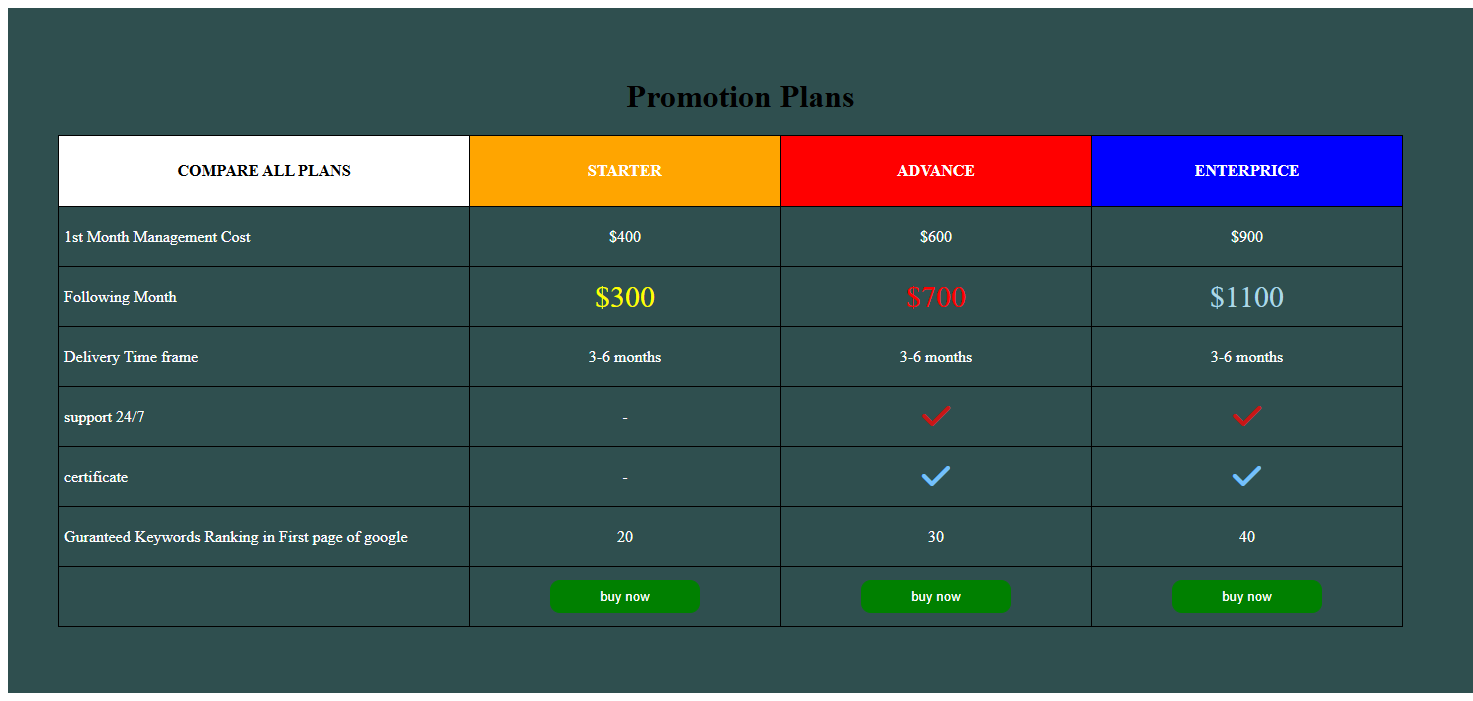 Promotion Plans
COMPARE ALL PLANS STARTER ADVANCE ENTERPRICE
1st Month Management Cost $400 $600 $900
Following Month $300 $700 $1100
Delivery Time frame 3-6 months 3-6 months 3-6 months
support 24/7 -
certificate -
Guranteed Keywords Ranking in First page of google 20 30 40
buy now buy now buy now